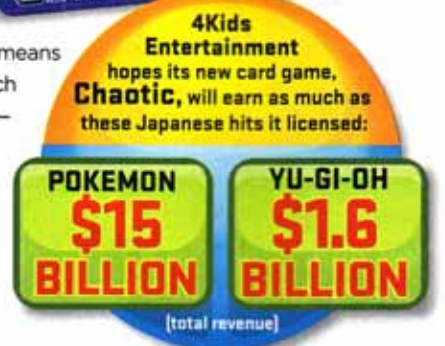 means
ch
–
4Kids
Entertainment
hopes its new card game,
Chaotic, will earn as much as
these Japanese hits it licensed:
POKEMON
$15
BILLION
YU-GI-OH
$1.6
BILLION
(total revenue)